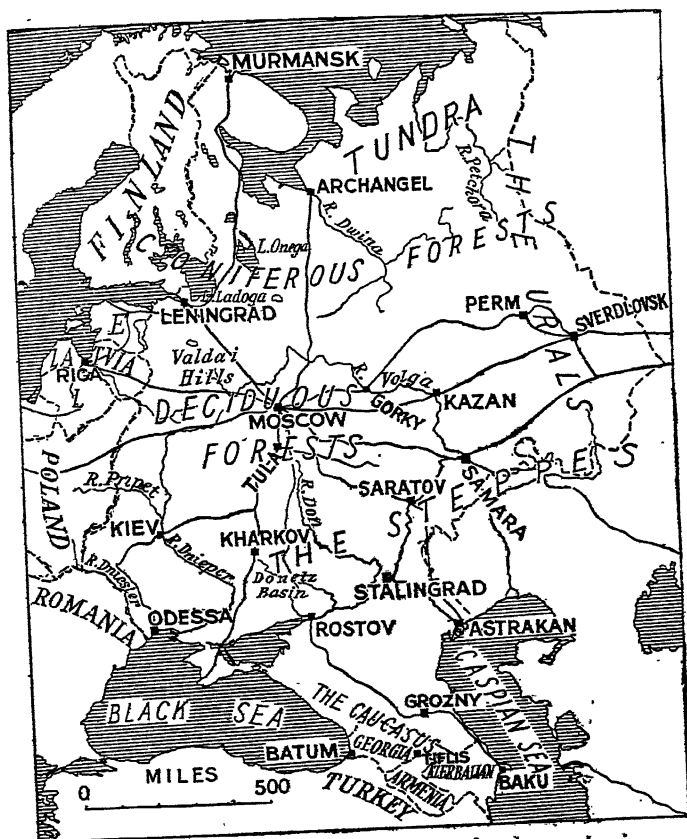 MURMANSK
TUNDRA
THE
FINLAND
ARCHANGEL
R. Petchora
R. Dwina
CONIFEROUS FORESTS
L. Onega
L. Ladoga
LENINGRAD
PERM
URALS
SVERDLOVSK
E
LATVIA
RIGA
L
Valdai
Hills
R. Volga
GORKY
KAZAN
DECIDUOUS
MOSCOW
FORESTS
TULA
SAMARA
SARATOV
THE STEPPES
POLAND
R. Pripet
KIEV
R. Dnieper
KHARKOV
R. Don
Donetz
Basin
STALINGRAD
R. Dniester
ROMANIA
ODESSA
ROSTOV
ASTRAKAN
CASPIAN SEA
BLACK SEA
THE CAUCASUS
GROZNY
GEORGIA
TIFLIS
AZERBAIJAN
BATUM
ARMENIA
BAKU
TURKEY
MILES
0 500